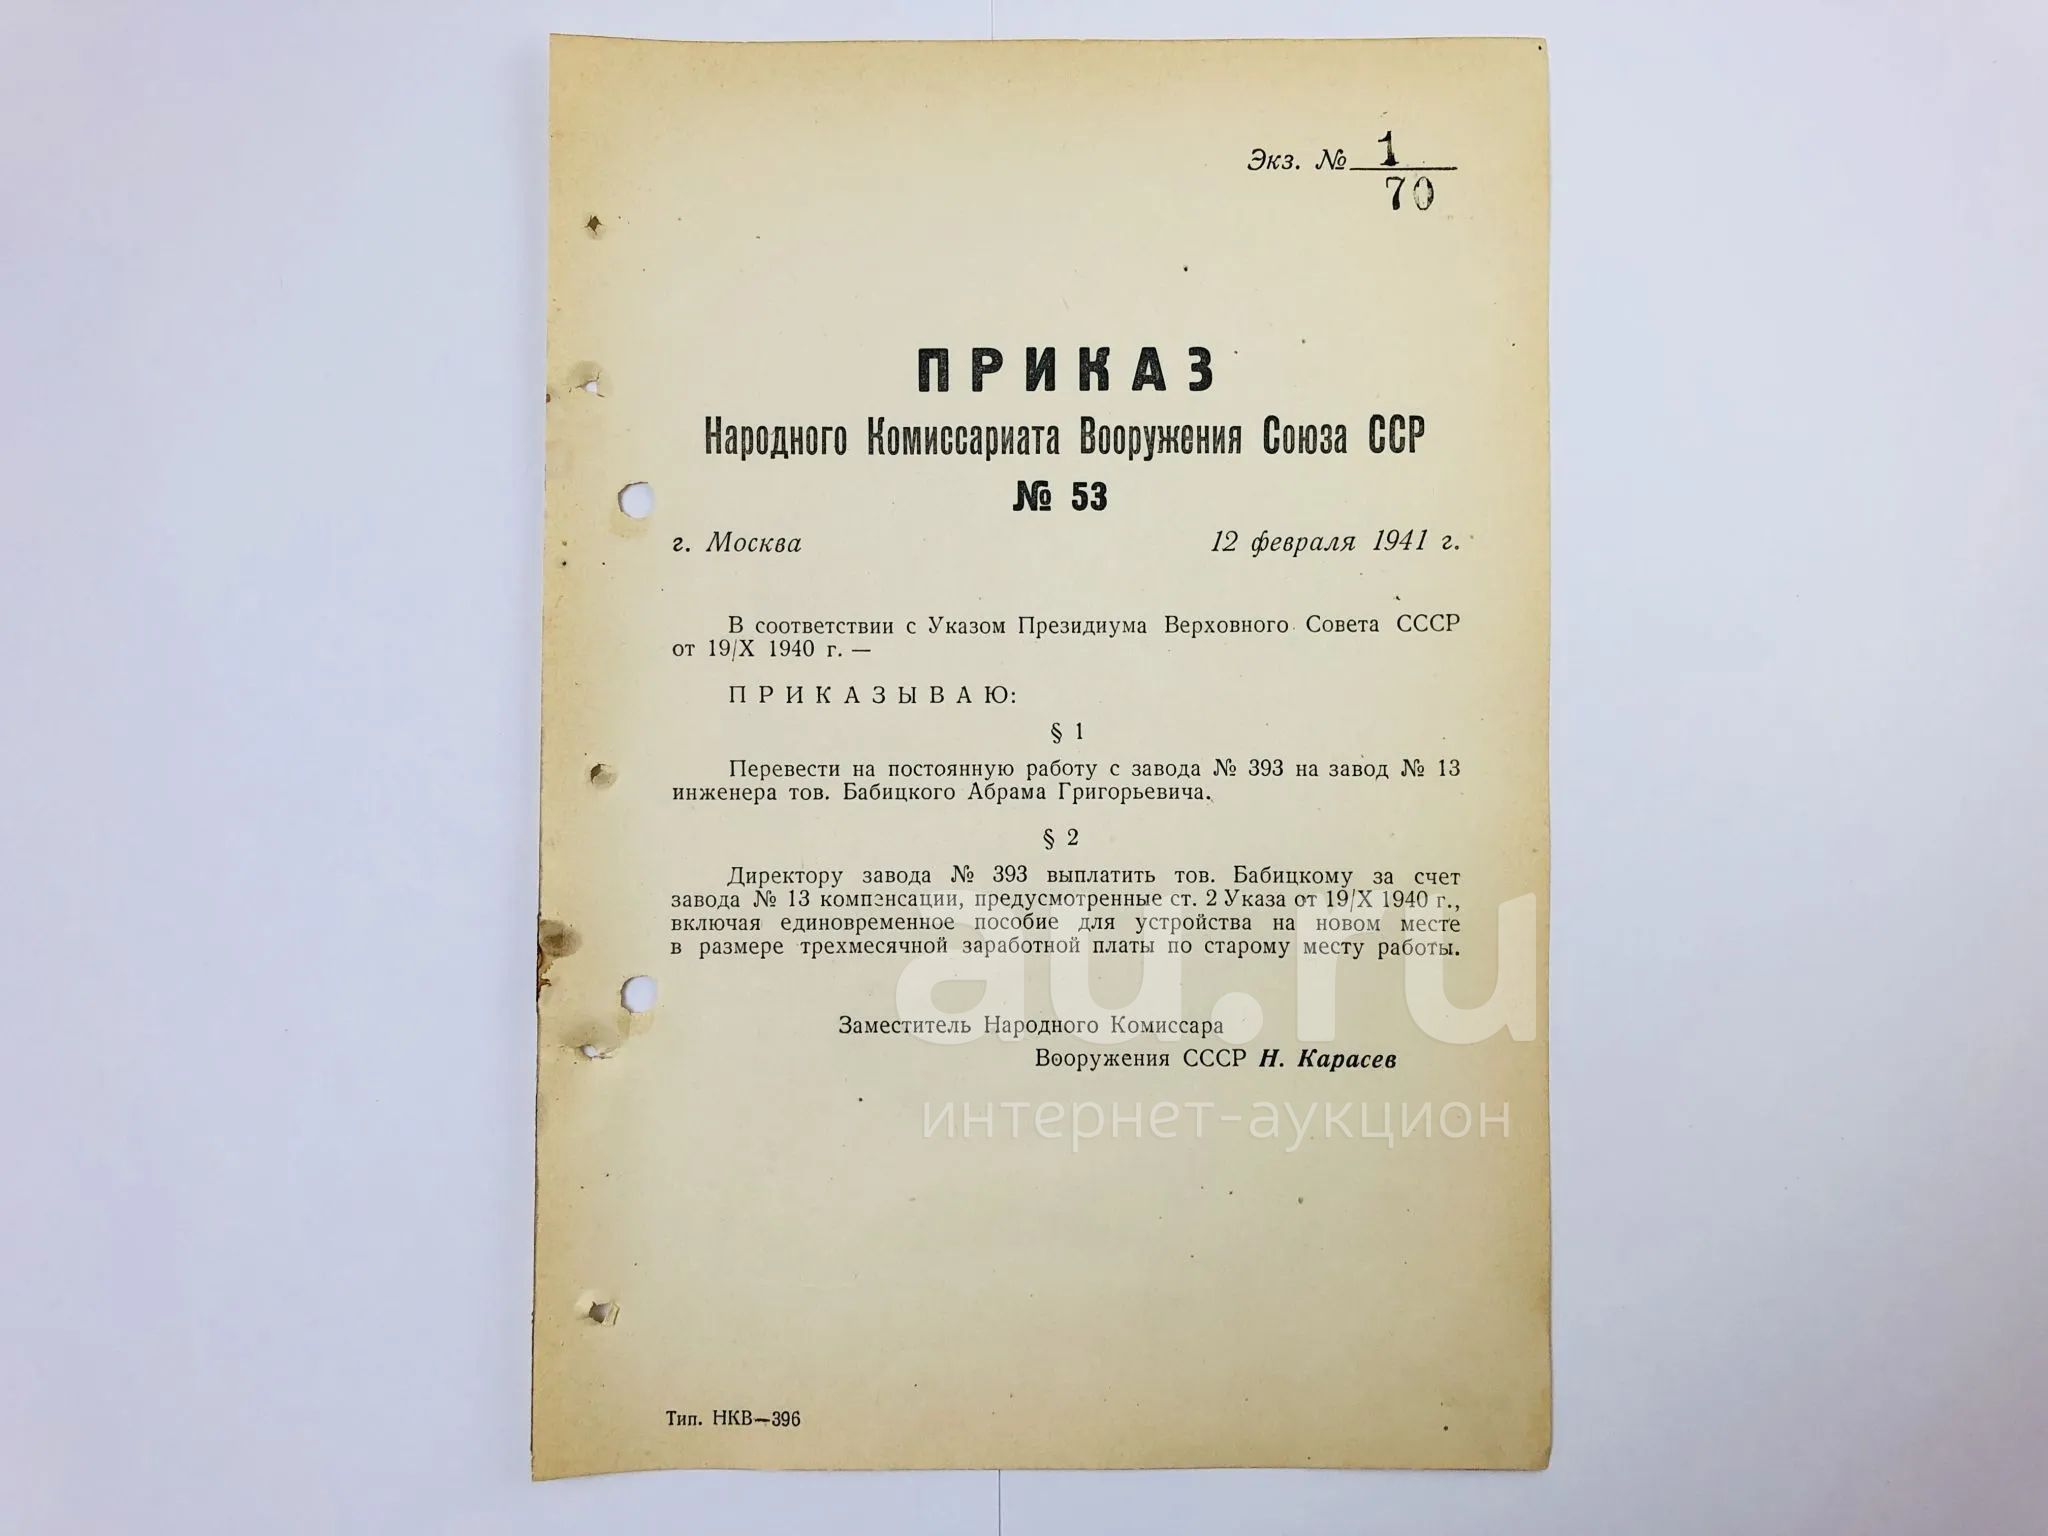 Экз. № 1
70
ПРИКАЗ
Народного Комиссариата Вооружения Союза ССР
№ 53
г. Москва 12 февраля 1941 г.
В соответствии с Указом Президиума Верховного Совета СССР
от 19/X 1940 г. —
ПРИКАЗЫВАЮ:
§ 1
Перевести на постоянную работу с завода № 393 на завод № 13
инженера тов. Бабицкого Абрама Григорьевича.
§ 2
Директору завода № 393 выплатить тов. Бабицкому за счет
завода № 13 компэнсации, предусмотренные ст. 2 Указа от 19/X 1940 г.,
включая единовременное пособие для устройства на новом месте
в размере трехмесячной заработной платы по старому месту работы.
au.ru
Заместитель Народного Комиссара
Вооружения СССР Н. Карасев
интернет-аукцион
Тип. НКВ—396